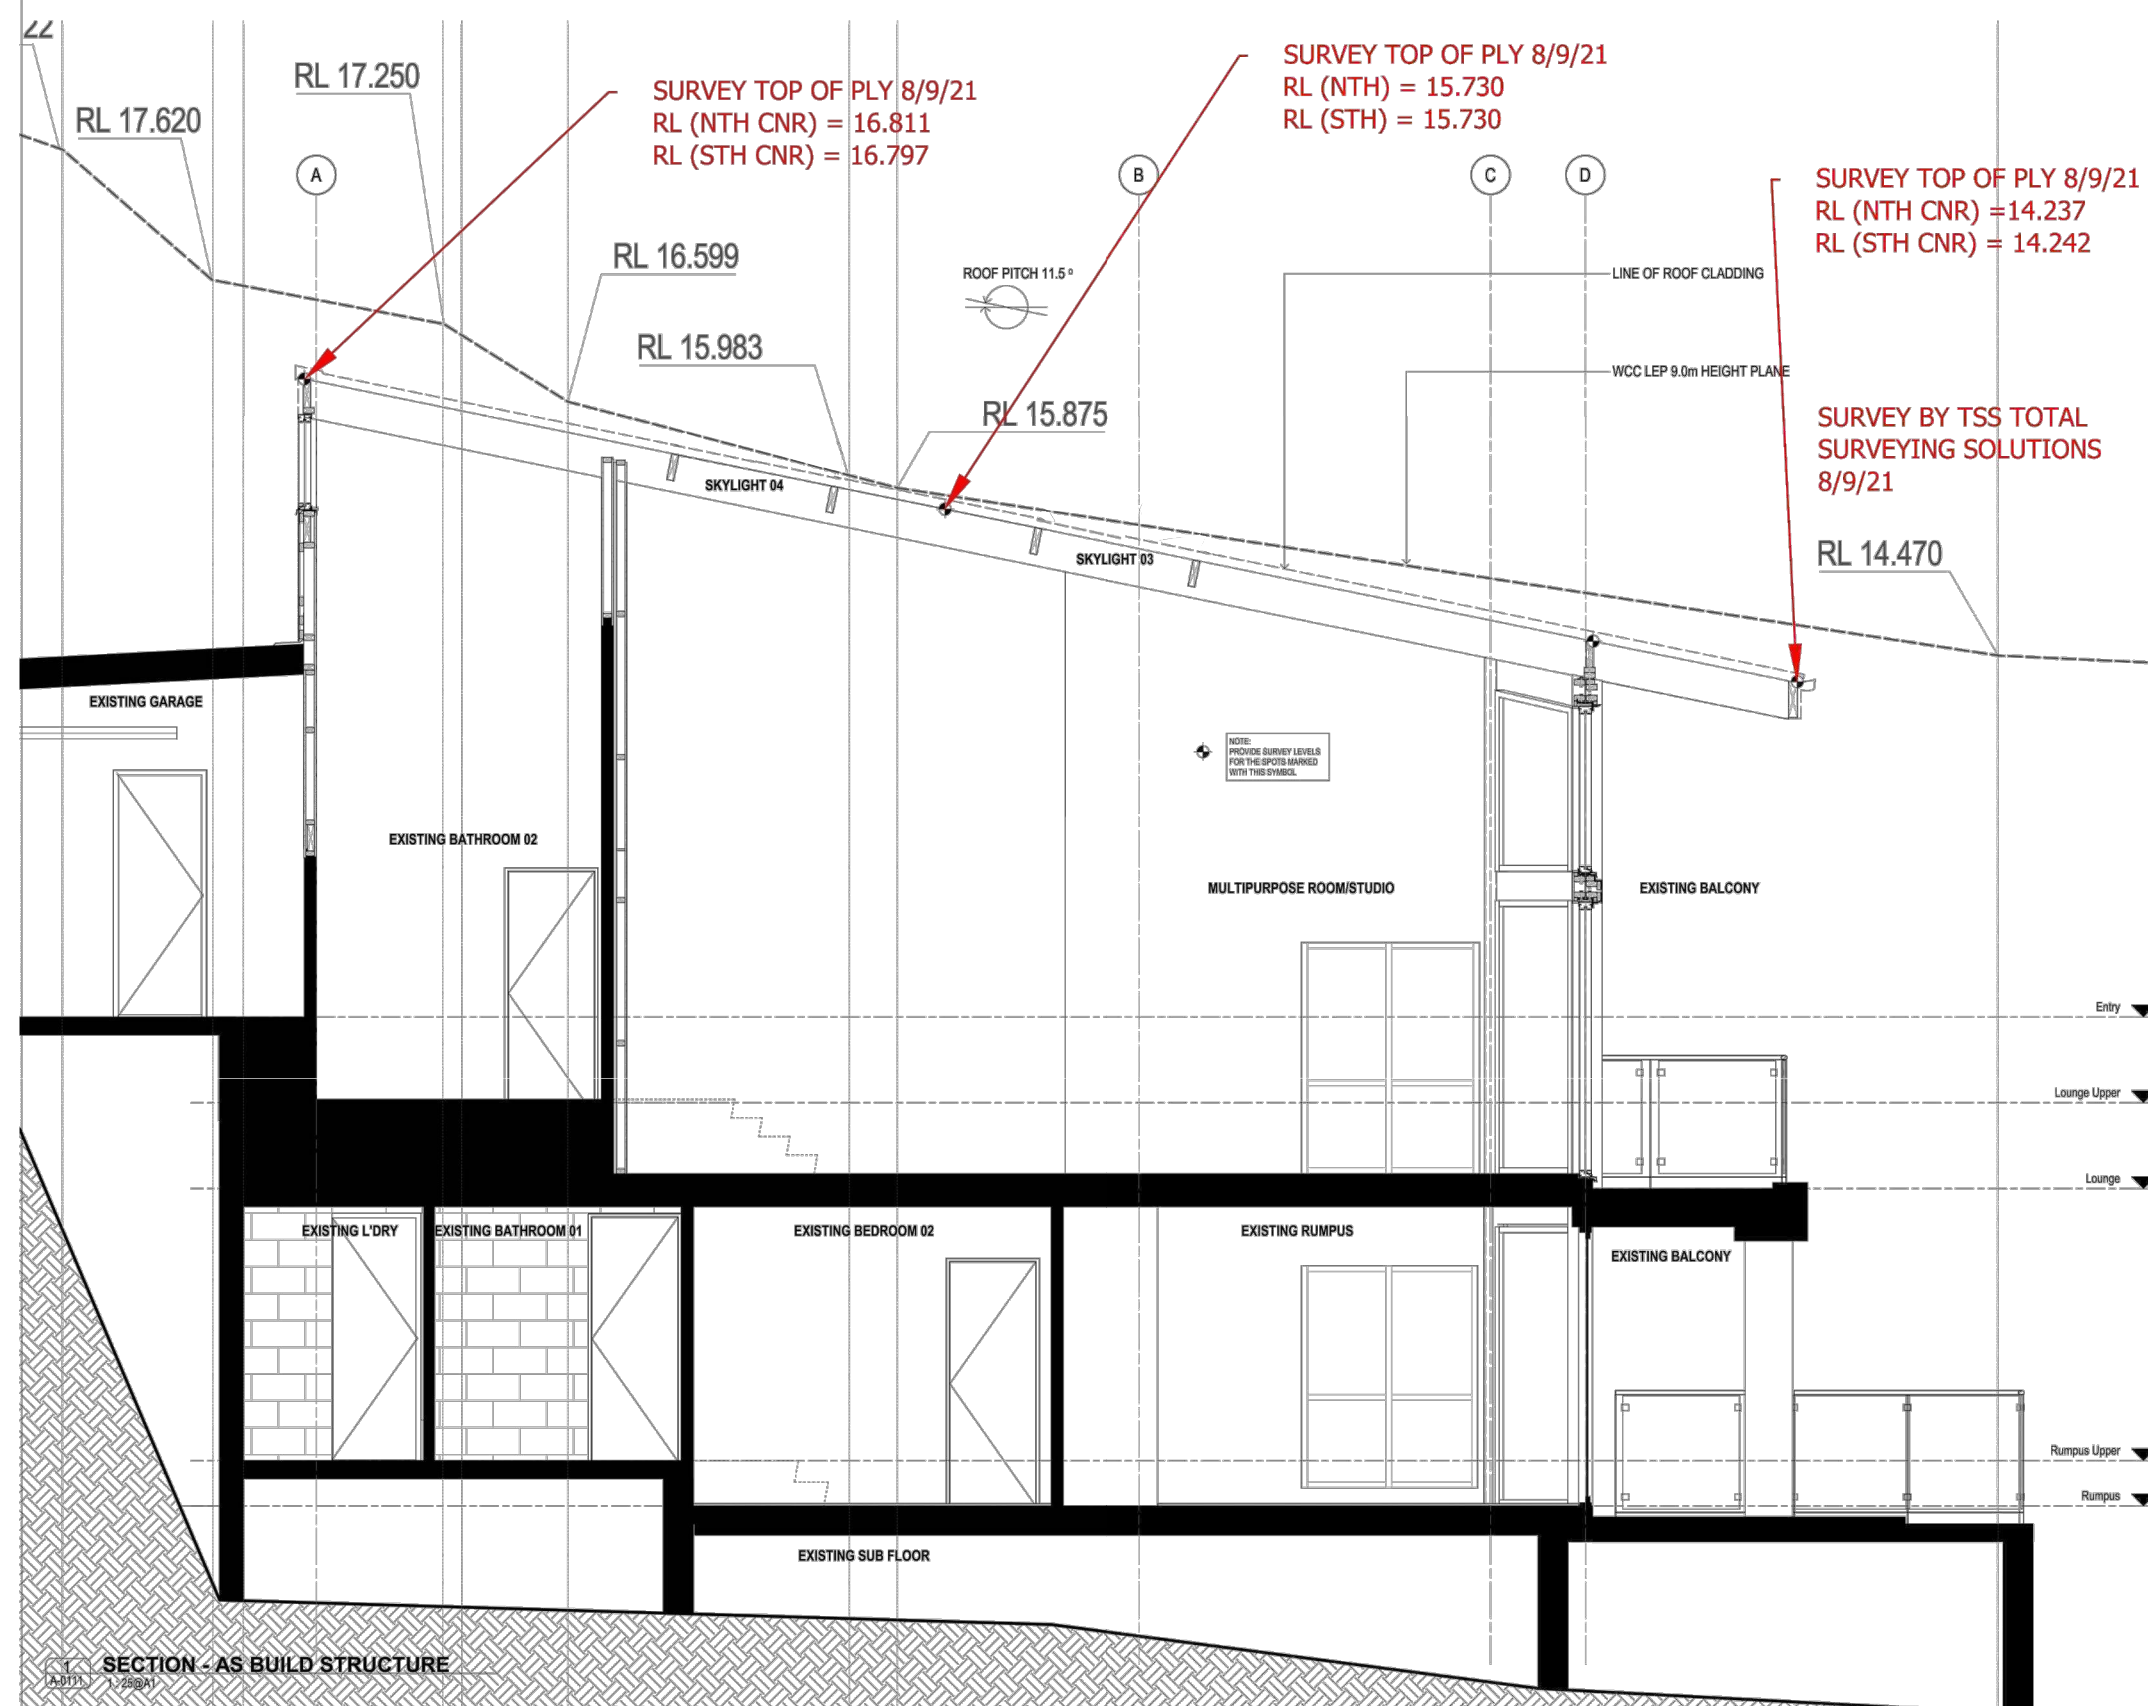 22
RL 17.620
RL 17.250
SURVEY TOP OF PLY 8/9/21
RL (NTH CNR) = 16.811
RL (STH CNR) = 16.797
SURVEY TOP OF PLY 8/9/21
RL (NTH) = 15.730
RL (STH) = 15.730
SURVEY TOP OF PLY 8/9/21
RL (NTH CNR) =14.237
RL (STH CNR) = 14.242
A
B
C
D
RL 16.599
ROOF PITCH 11.5 º
LINE OF ROOF CLADDING
RL 15.983
WCC LEP 9.0m HEIGHT PLANE
RL 15.875
SURVEY BY TSS TOTAL
SURVEYING SOLUTIONS
8/9/21
SKYLIGHT 04
SKYLIGHT 03
RL 14.470
EXISTING GARAGE
NOTE:
PROVIDE SURVEY LEVELS
FOR THE SPOTS MARKED
WITH THIS SYMBOL
EXISTING BATHROOM 02
MULTIPURPOSE ROOM/STUDIO
EXISTING BALCONY
Entry
Lounge Upper
Lounge
EXISTING L'DRY
EXISTING BATHROOM 01
EXISTING BEDROOM 02
EXISTING RUMPUS
EXISTING BALCONY
Rumpus Upper
Rumpus
EXISTING SUB FLOOR
1
A-0111
SECTION - AS BUILD STRUCTURE
1 : 25@A1